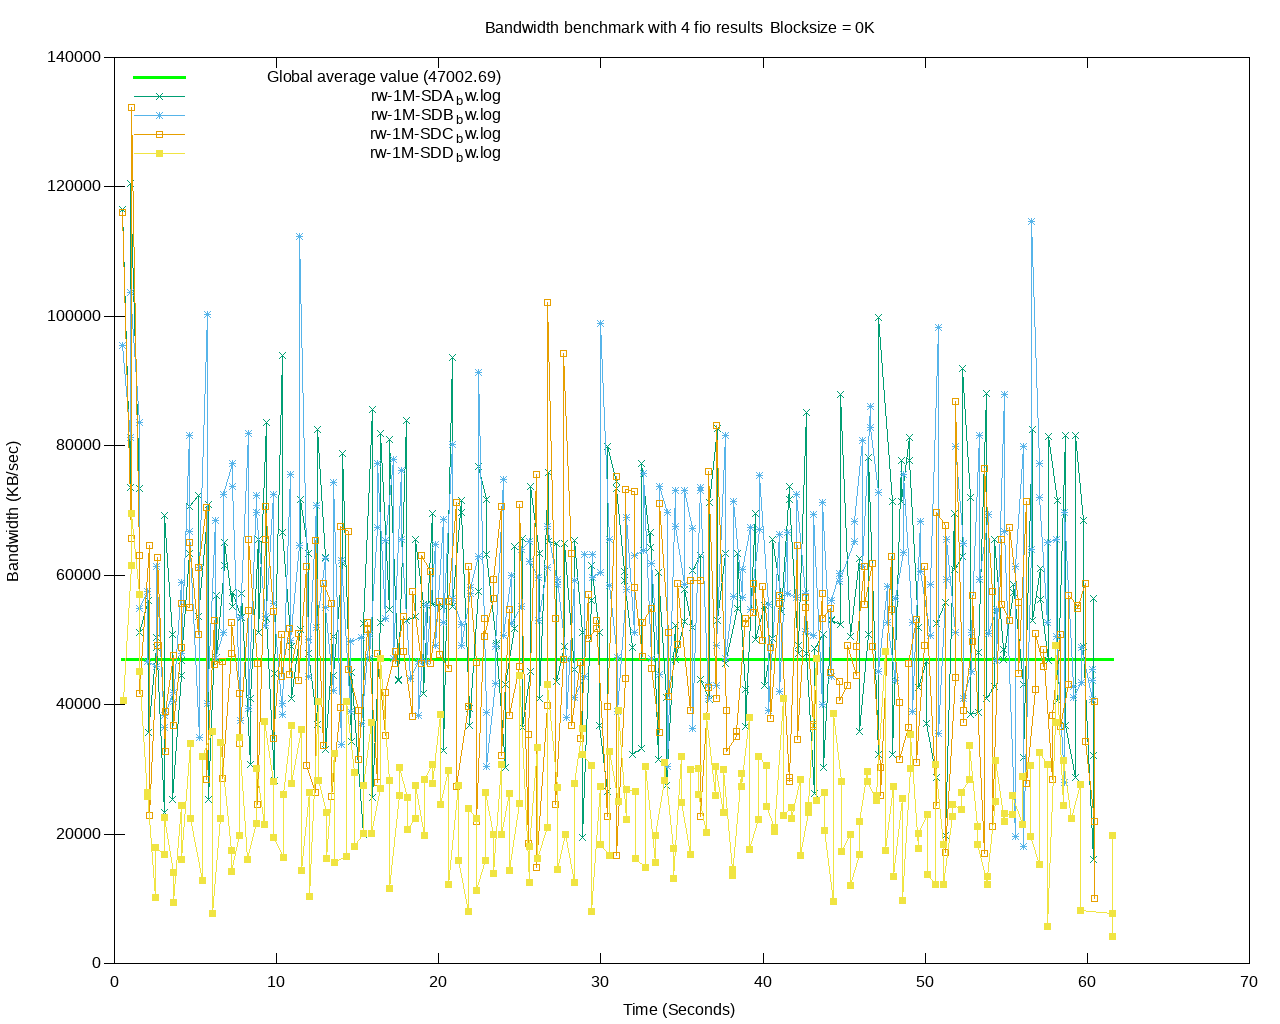 Bandwidth benchmark with 4 fio results Blocksize = 0K
140000
120000
100000
80000
60000
40000
20000
0
Bandwidth (KB/sec)
Global average value (47002.69)
rw-1M-SDA_bw.log
rw-1M-SDB_bw.log
rw-1M-SDC_bw.log
rw-1M-SDD_bw.log
0 10 20 30 40 50 60 70
Time (Seconds)